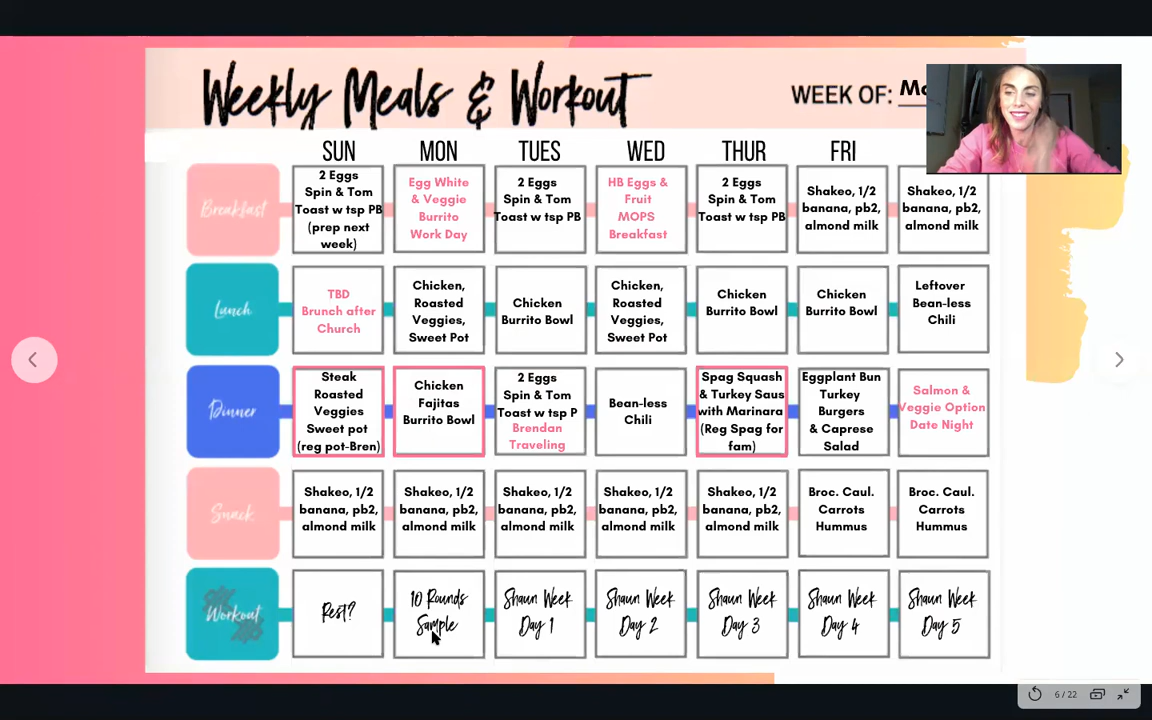 Weekly Meals & Workout
WEEK OF:
SUN
MON
TUES
WED
THUR
FRI
Breakfast
2 Eggs
Spin & Tom
Toast w tsp PB
(prep next
week)
Egg White
& Veggie
Burrito
Work Day
2 Eggs
Spin & Tom
Toast w tsp PB
HB Eggs &
Fruit
MOPS
Breakfast
2 Eggs
Spin & Tom
Toast w tsp PB
Shakeo, 1/2
banana, pb2,
almond milk
Shakeo, 1/2
banana, pb2,
almond milk
Lunch
TBD
Brunch after
Church
Chicken,
Roasted
Veggies,
Sweet Pot
Chicken
Burrito Bowl
Chicken,
Roasted
Veggies,
Sweet Pot
Chicken
Burrito Bowl
Chicken
Burrito Bowl
Leftover
Bean-less
Chili
Dinner
Steak
Roasted
Veggies
Sweet pot
(reg pot-Bren)
Chicken
Fajitas
Burrito Bowl
2 Eggs
Spin & Tom
Toast w tsp P
Brendan
Traveling
Bean-less
Chili
Spag Squash
& Turkey Saus
with Marinara
(Reg Spag for
fam)
Eggplant Bun
Turkey
Burgers
& Caprese
Salad
Salmon &
Veggie Option
Date Night
Snack
Shakeo, 1/2
banana, pb2,
almond milk
Shakeo, 1/2
banana, pb2,
almond milk
Shakeo, 1/2
banana, pb2,
almond milk
Shakeo, 1/2
banana, pb2,
almond milk
Shakeo, 1/2
banana, pb2,
almond milk
Broc. Caul.
Carrots
Hummus
Broc. Caul.
Carrots
Hummus
Workout
Rest?
10 Rounds
Sample
Shaun Week
Day 1
Shaun Week
Day 2
Shaun Week
Day 3
Shaun Week
Day 4
Shaun Week
Day 5
6 / 22